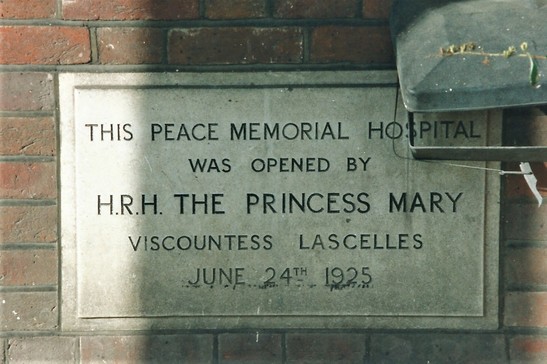 THIS PEACE MEMORIAL HOSPITAL
WAS OPENED BY
H.R.H. THE PRINCESS MARY
VISCOUNTESS LASCELLES
JUNE 24TH 1925